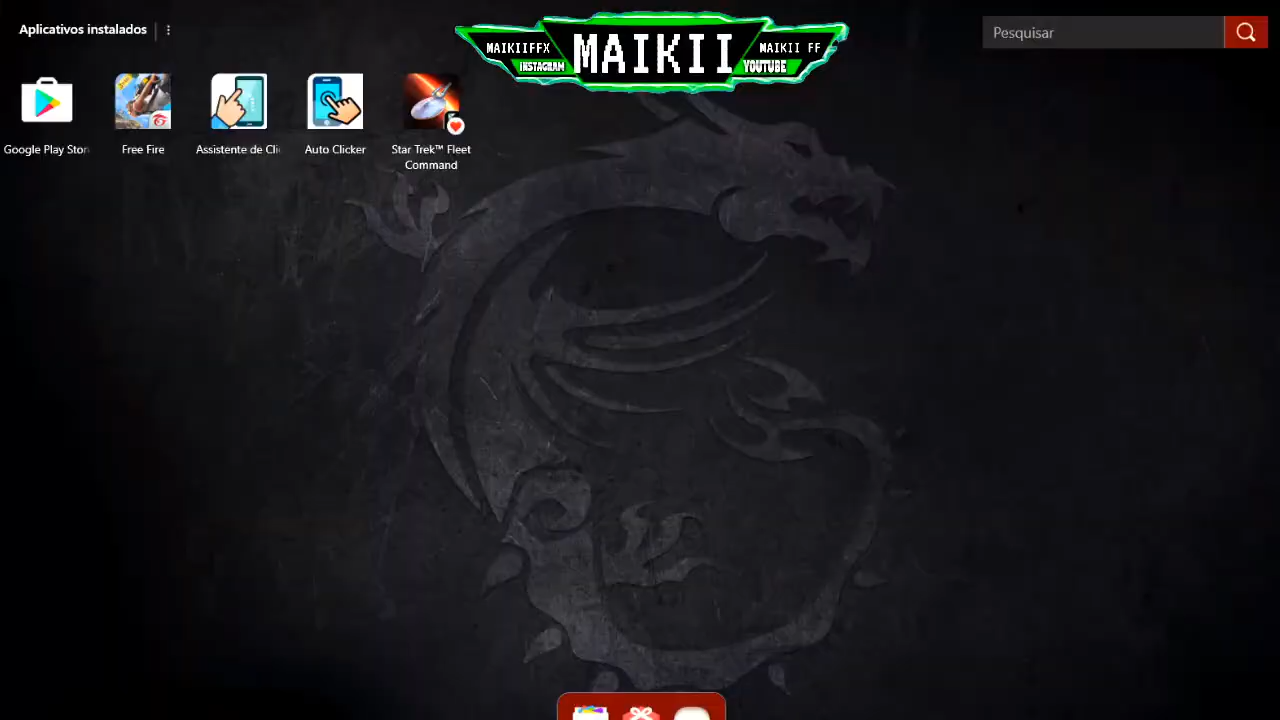 Aplicativos instalados
MAIKIIFFX
INSTAGRAM
MAIKII
MAIKII FF
YOUTUBE
Pesquisar
Google Play Stor
Free Fire
Assistente de Cli
Auto Clicker
Star Trek™ Fleet
Command